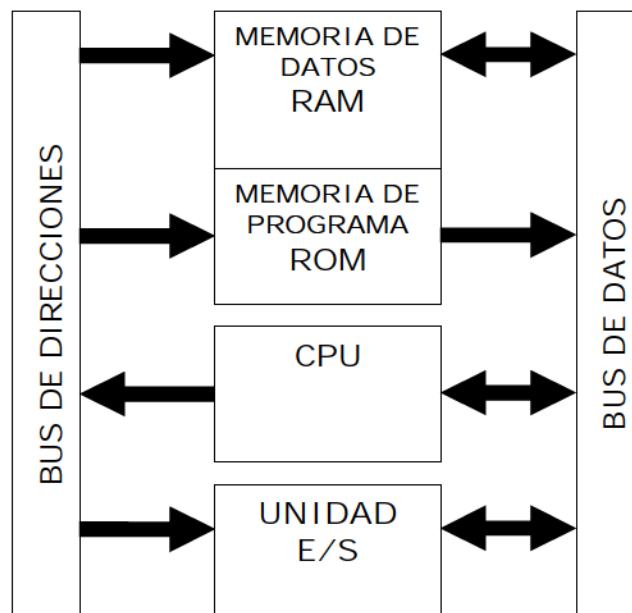 BUS DE DIRECCIONES
MEMORIA DE
DATOS
RAM
MEMORIA DE
PROGRAMA
ROM
CPU
UNIDAD
E/S
BUS DE DATOS